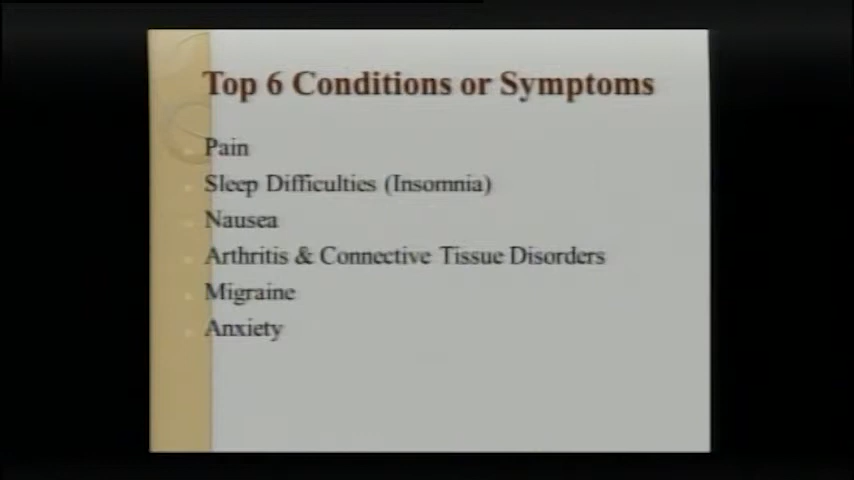 Top 6 Conditions or Symptoms
Pain
Sleep Difficulties (Insomnia)
Nausea
Arthritis & Connective Tissue Disorders
Migraine
Anxiety